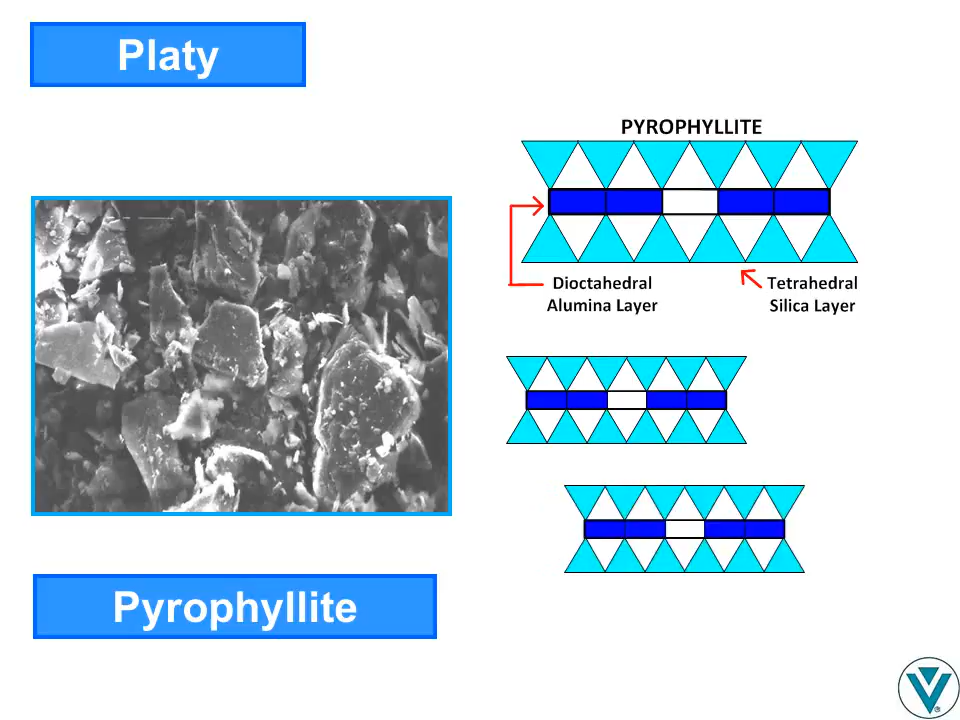 Platy
PYROPHYLLITE
Dioctahedral
Alumina Layer
Tetrahedral
Silica Layer
Pyrophyllite